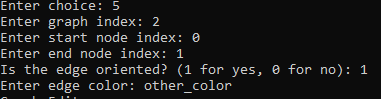 Enter choice: 5
Enter graph index: 2
Enter start node index: 0
Enter end node index: 1
Is the edge oriented? (1 for yes, 0 for no): 1
Enter edge color: other_color